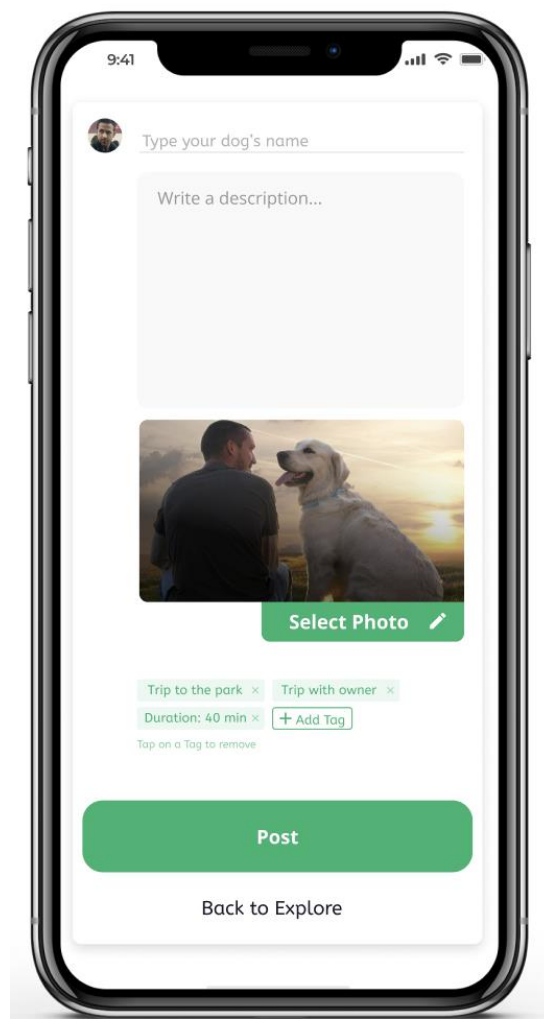 9:41
Type your dog's name
Write a description...
Select Photo
Trip to the park × Trip with owner ×
Duration: 40 min × + Add Tag
Tap on a Tag to remove
Post
Back to Explore